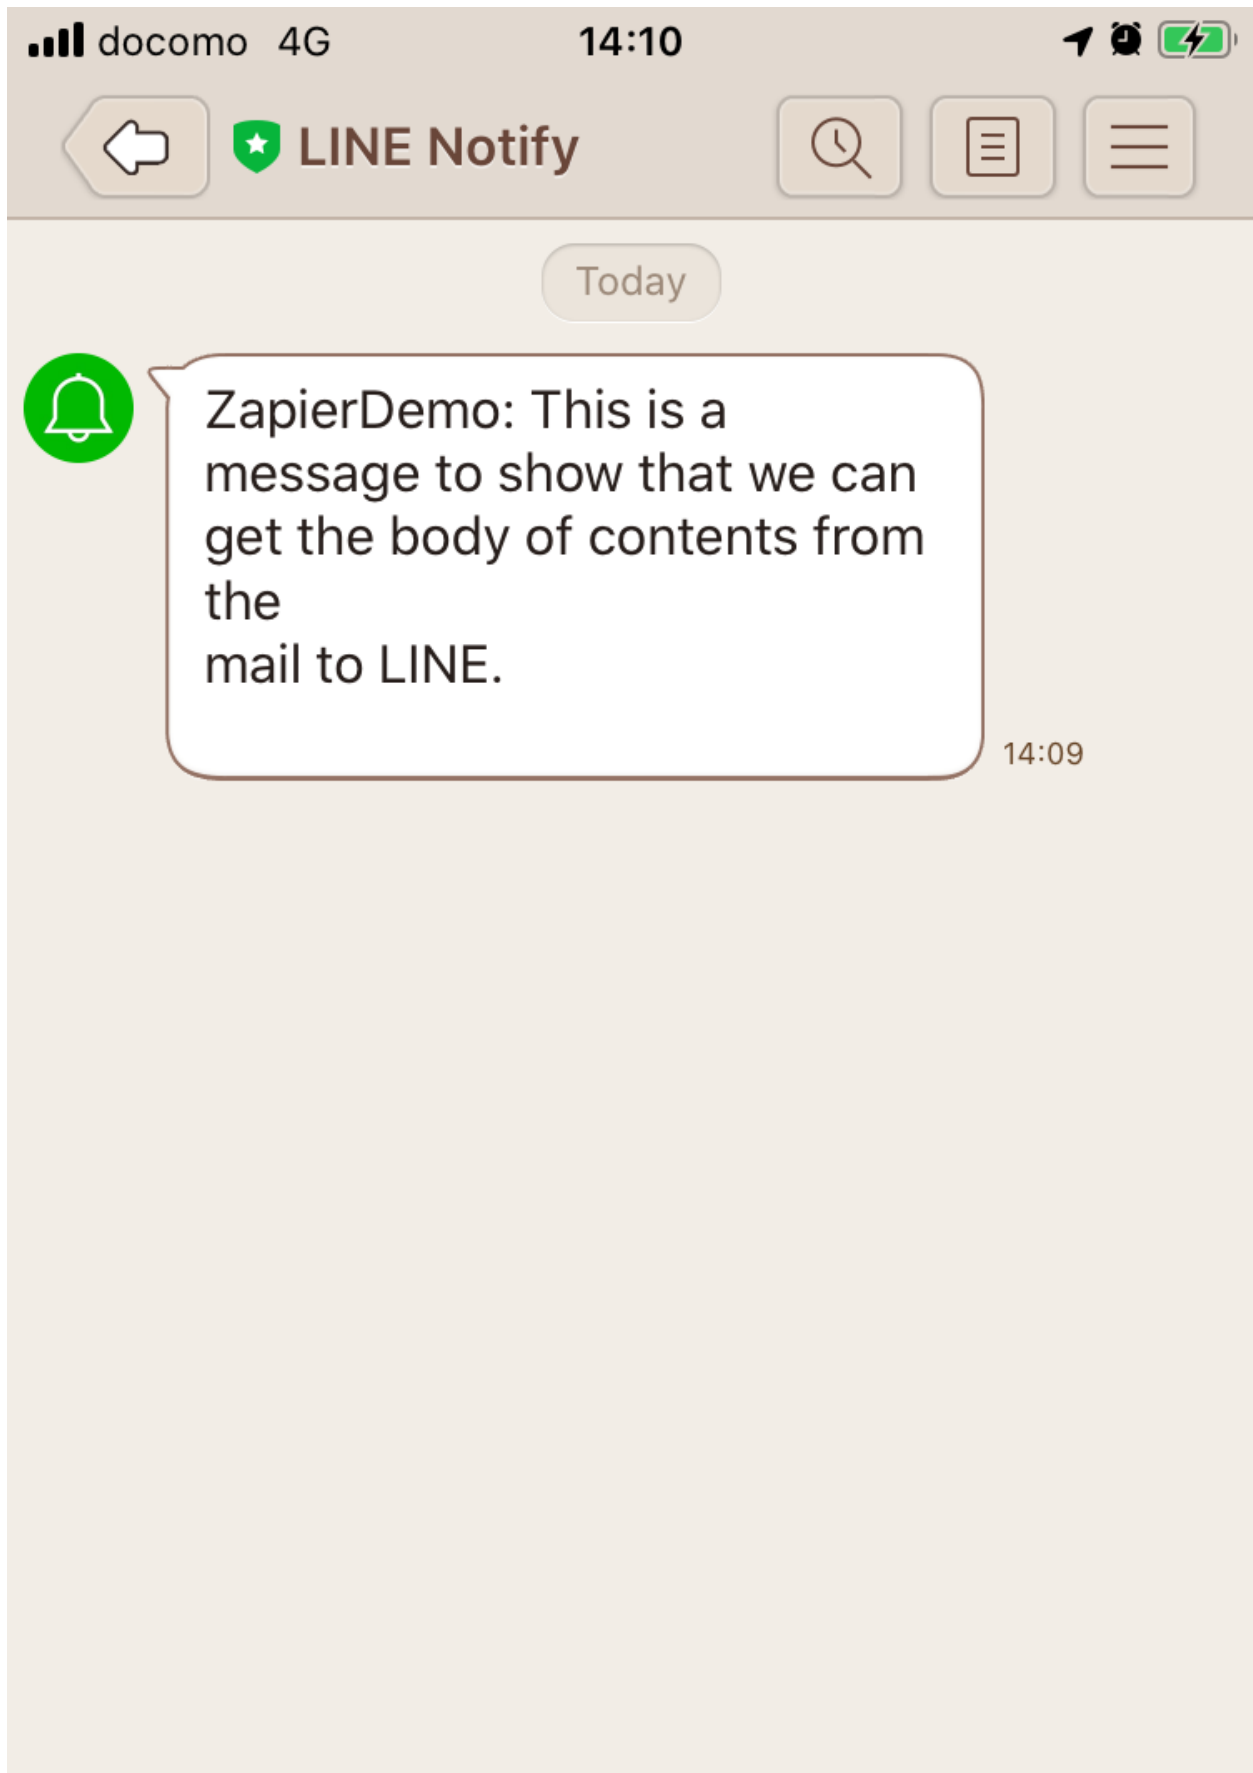 docomo 4G 14:10
LINE Notify
Today
ZapierDemo: This is a
message to show that we can
get the body of contents from
the
mail to LINE.
14:09